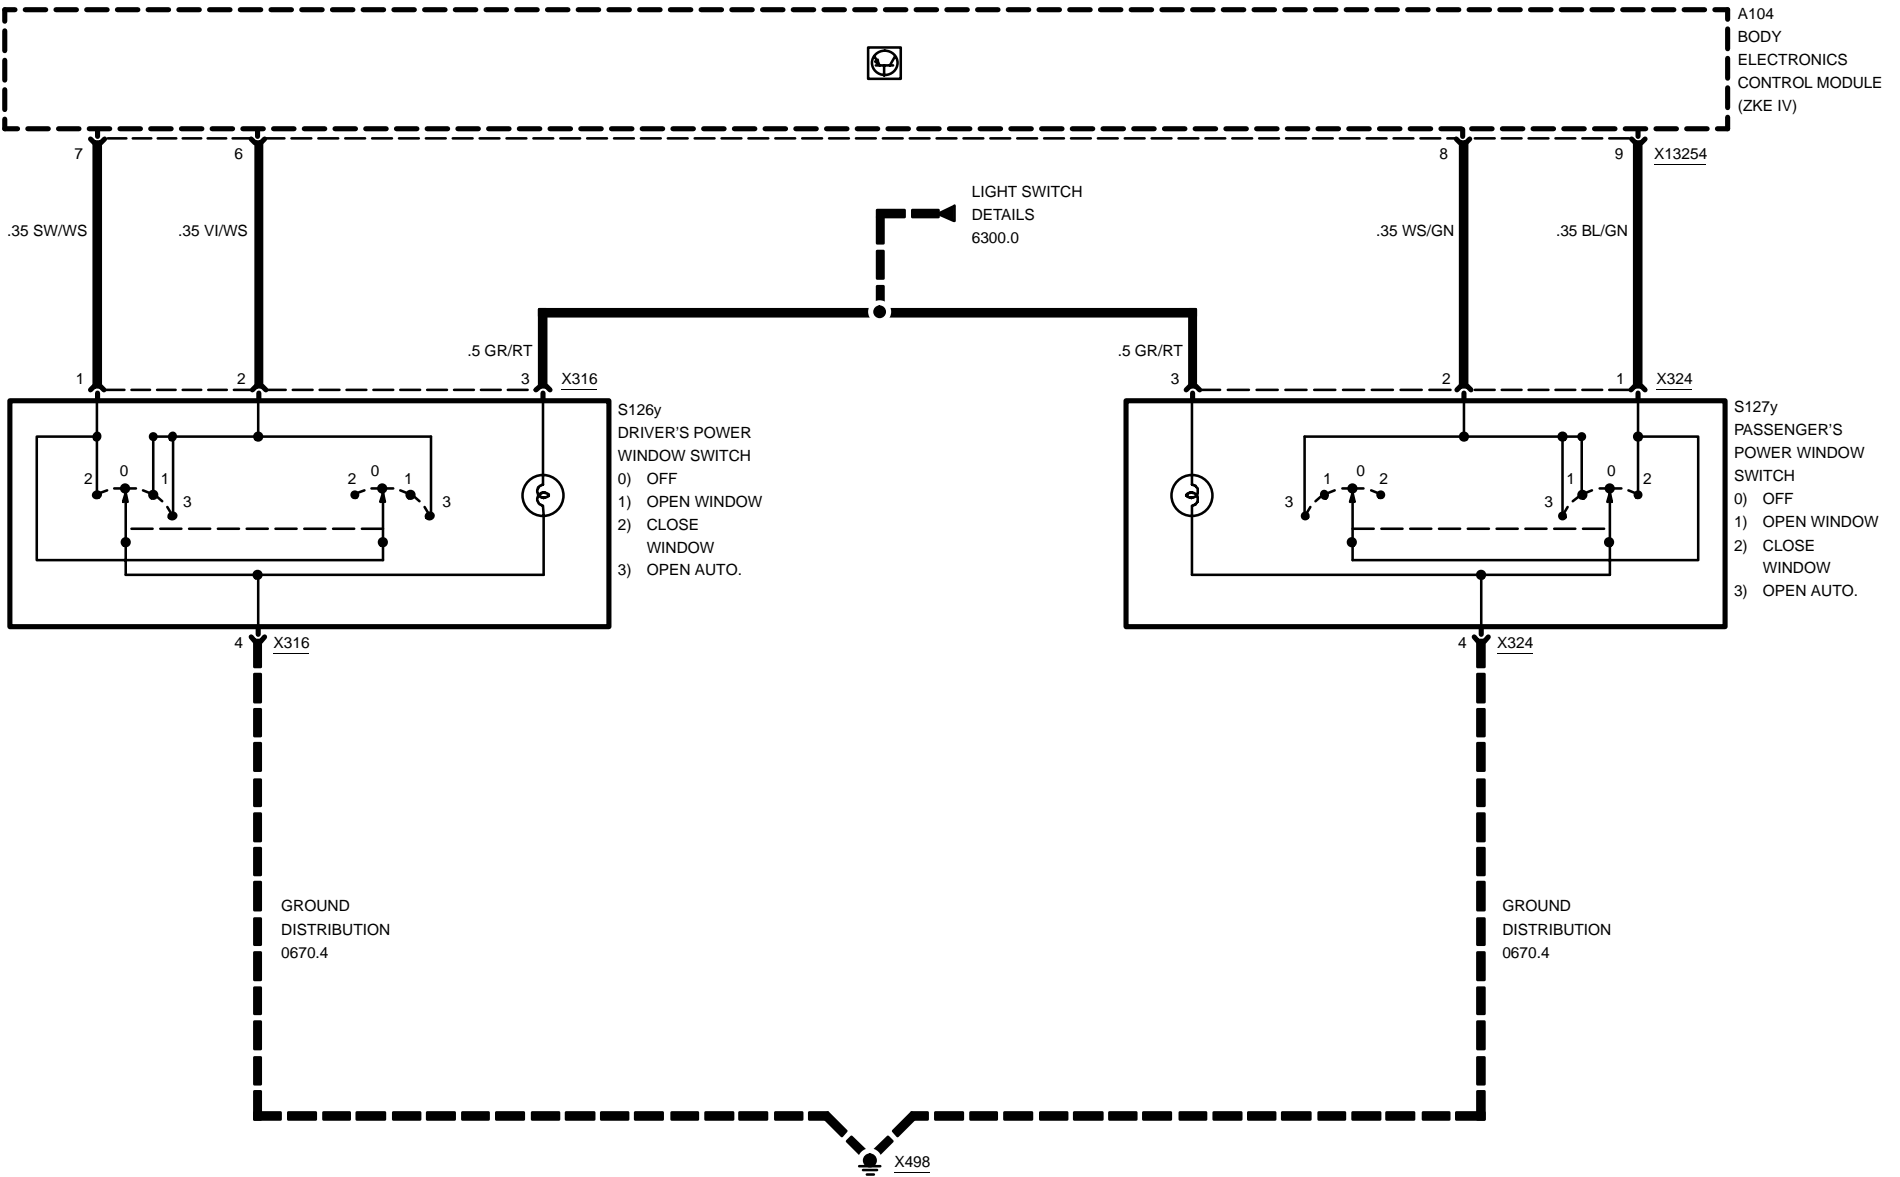 A104
BODY
ELECTRONICS
CONTROL MODULE
(ZKE IV)
7
6
8
9
X13254
LIGHT SWITCH
DETAILS
6300.0
.35 SW/WS
.35 VI/WS
.35 WS/GN
.35 BL/GN
.5 GR/RT
.5 GR/RT
1
2
3
X316
3
2
1
X324
S126y
DRIVER'S POWER
WINDOW SWITCH
0) OFF
1) OPEN WINDOW
2) CLOSE
WINDOW
3) OPEN AUTO.
2
0
1
3
2
0
1
3
S127y
PASSENGER'S
POWER WINDOW
SWITCH
0) OFF
1) OPEN WINDOW
2) CLOSE
WINDOW
3) OPEN AUTO.
3
1
0
2
3
1
0
2
4
X316
4
X324
GROUND
DISTRIBUTION
0670.4
GROUND
DISTRIBUTION
0670.4
X498